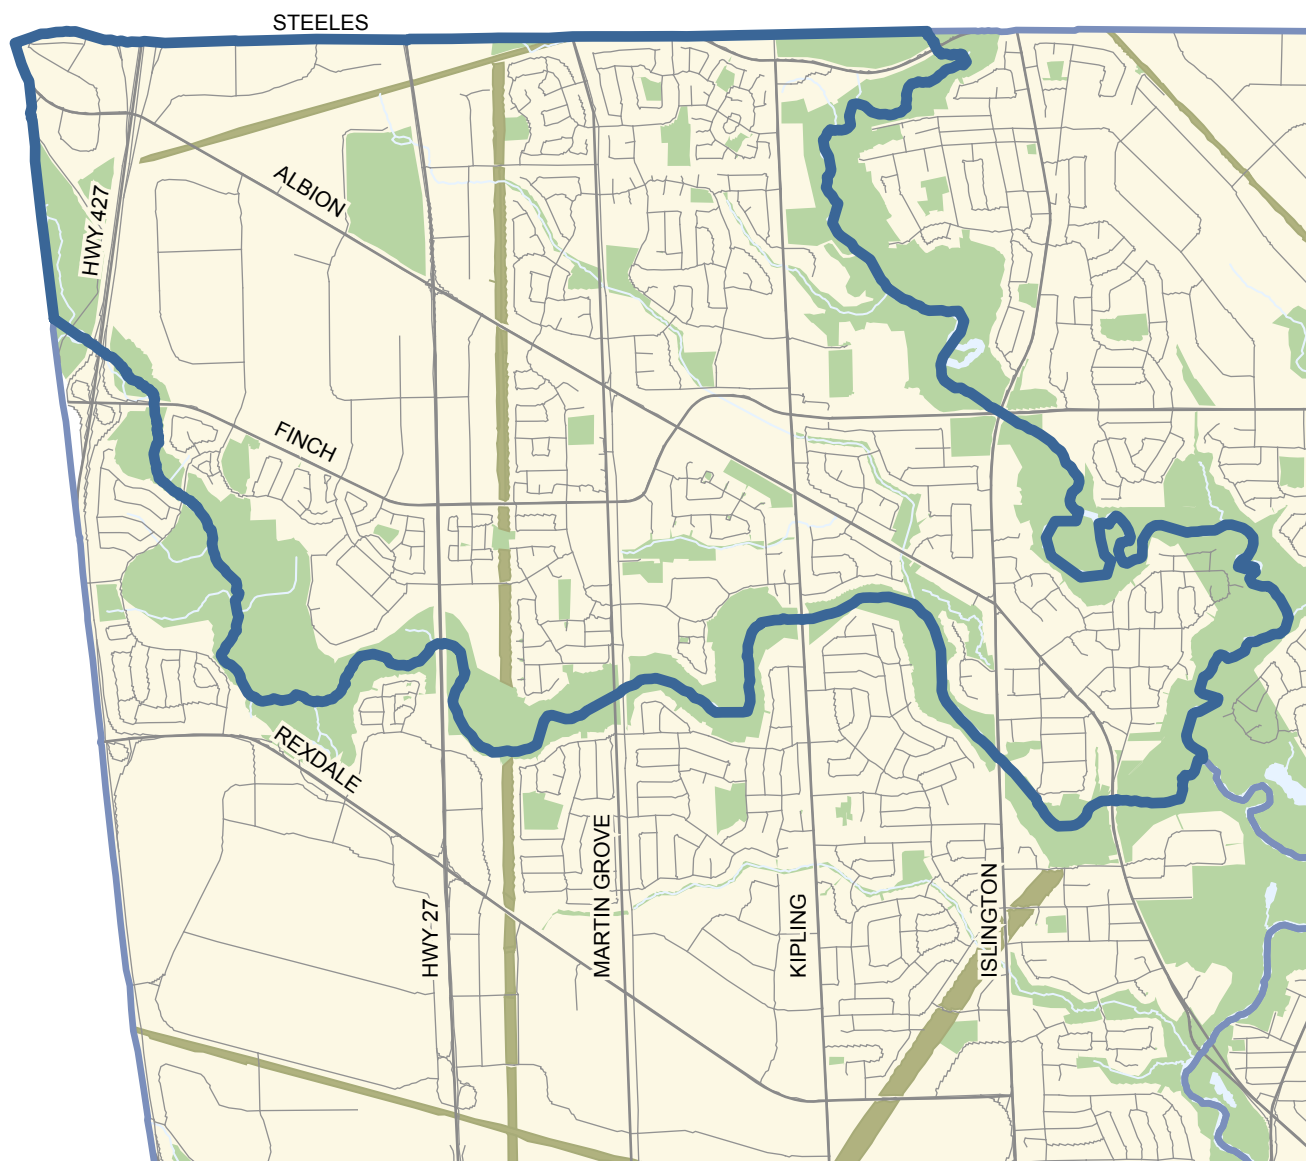 STEELES
ALBION
HWY 427
FINCH
REXDALE
MARTIN GROVE
KIPLING
ISLINGTON
HWY 27